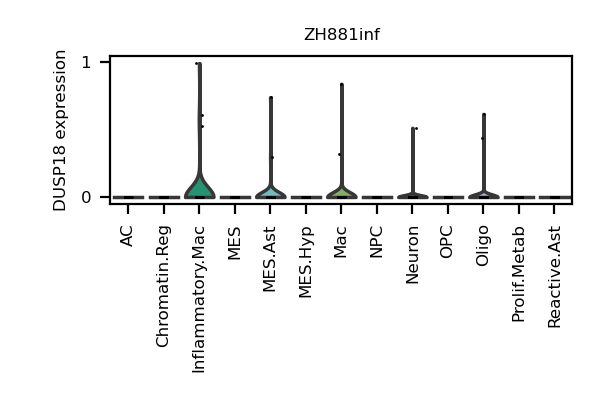 ZH881inf
DUSP18 expression
1
0
AC
Chromatin.Reg
Inflammatory.Mac
MES
MES.Ast
MES.Hyp
Mac
NPC
Neuron
OPC
Oligo
Prolif.Metab
Reactive.Ast